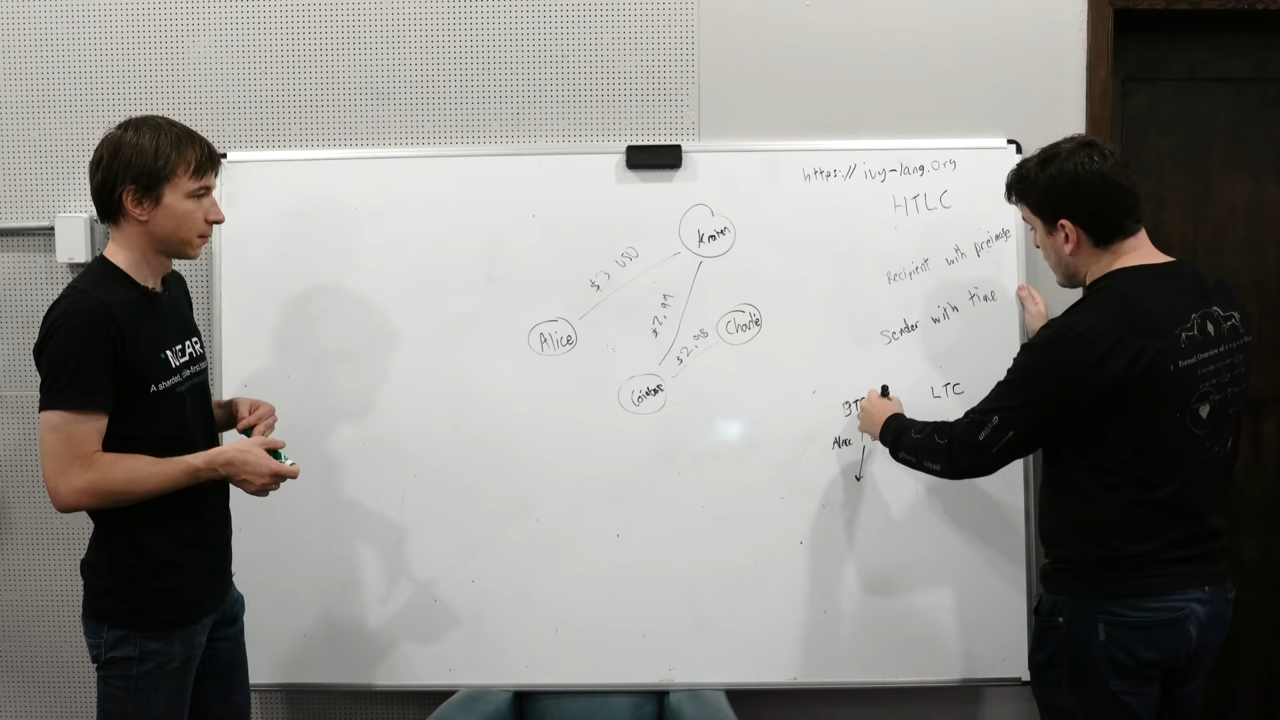 https:// ivy-lang.org
HTLC
Kraken
Recipient with preimage
$3 USD
Sender with time
$2.99
Charlie
Alice
$2.98
NEAR
Coinbase
LTC
BTC
Alice